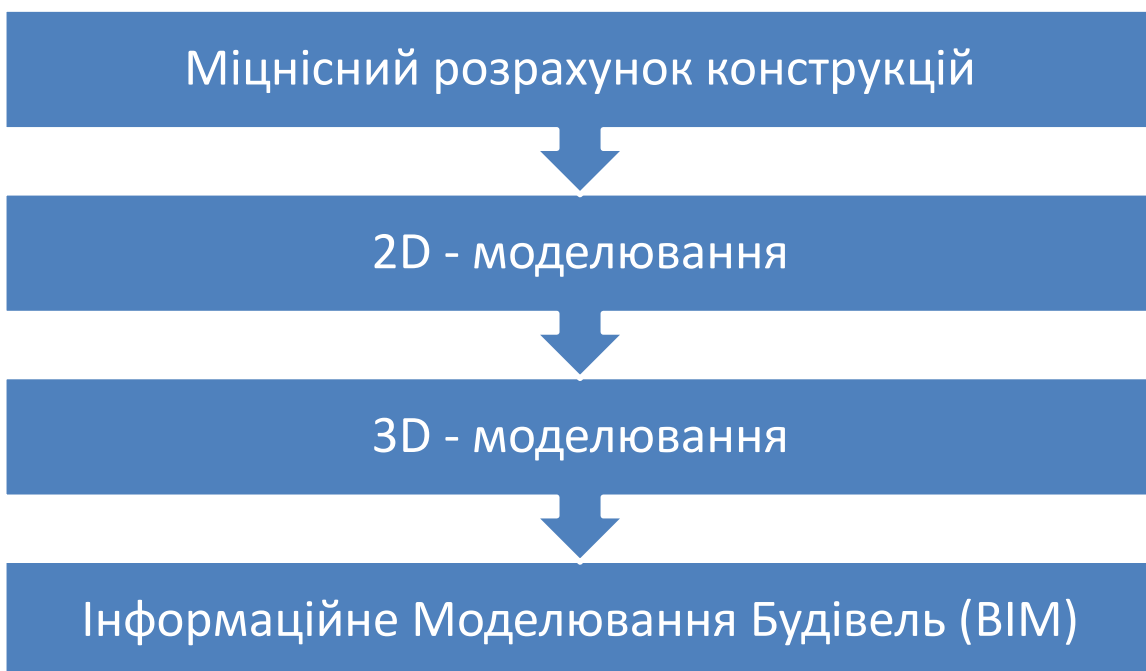 Міцнісний розрахунок конструкцій
2D - моделювання
3D - моделювання
Інформаційне Моделювання Будівель (BIM)